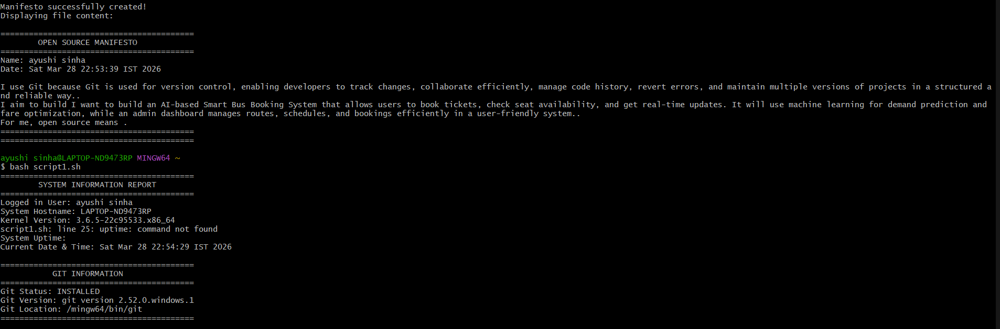 Manifesto successfully created!
Displaying file content:

=========================================
        OPEN SOURCE MANIFESTO
=========================================
Name: ayushi sinha
Date: Sat Mar 28 22:53:39 IST 2026

I use Git because Git is used for version control, enabling developers to track changes, collaborate efficiently, manage code history, revert errors, and maintain multiple versions of projects in a structured a
nd reliable way..
I aim to build I want to build an AI-based Smart Bus Booking System that allows users to book tickets, check seat availability, and get real-time updates. It will use machine learning for demand prediction and
fare optimization, while an admin dashboard manages routes, schedules, and bookings efficiently in a user-friendly system..
For me, open source means .
=========================================
=========================================

ayushi sinha@LAPTOP-ND9473RP MINGW64 ~
$ bash script1.sh
=========================================
        SYSTEM INFORMATION REPORT
=========================================
Logged in User: ayushi sinha
System Hostname: LAPTOP-ND9473RP
Kernel Version: 3.6.5-22c95533.x86_64
script1.sh: line 25: uptime: command not found
System Uptime:
Current Date & Time: Sat Mar 28 22:54:29 IST 2026

=========================================
           GIT INFORMATION
=========================================
Git Status: INSTALLED
Git Version: git version 2.52.0.windows.1
Git Location: /mingw64/bin/git
=========================================